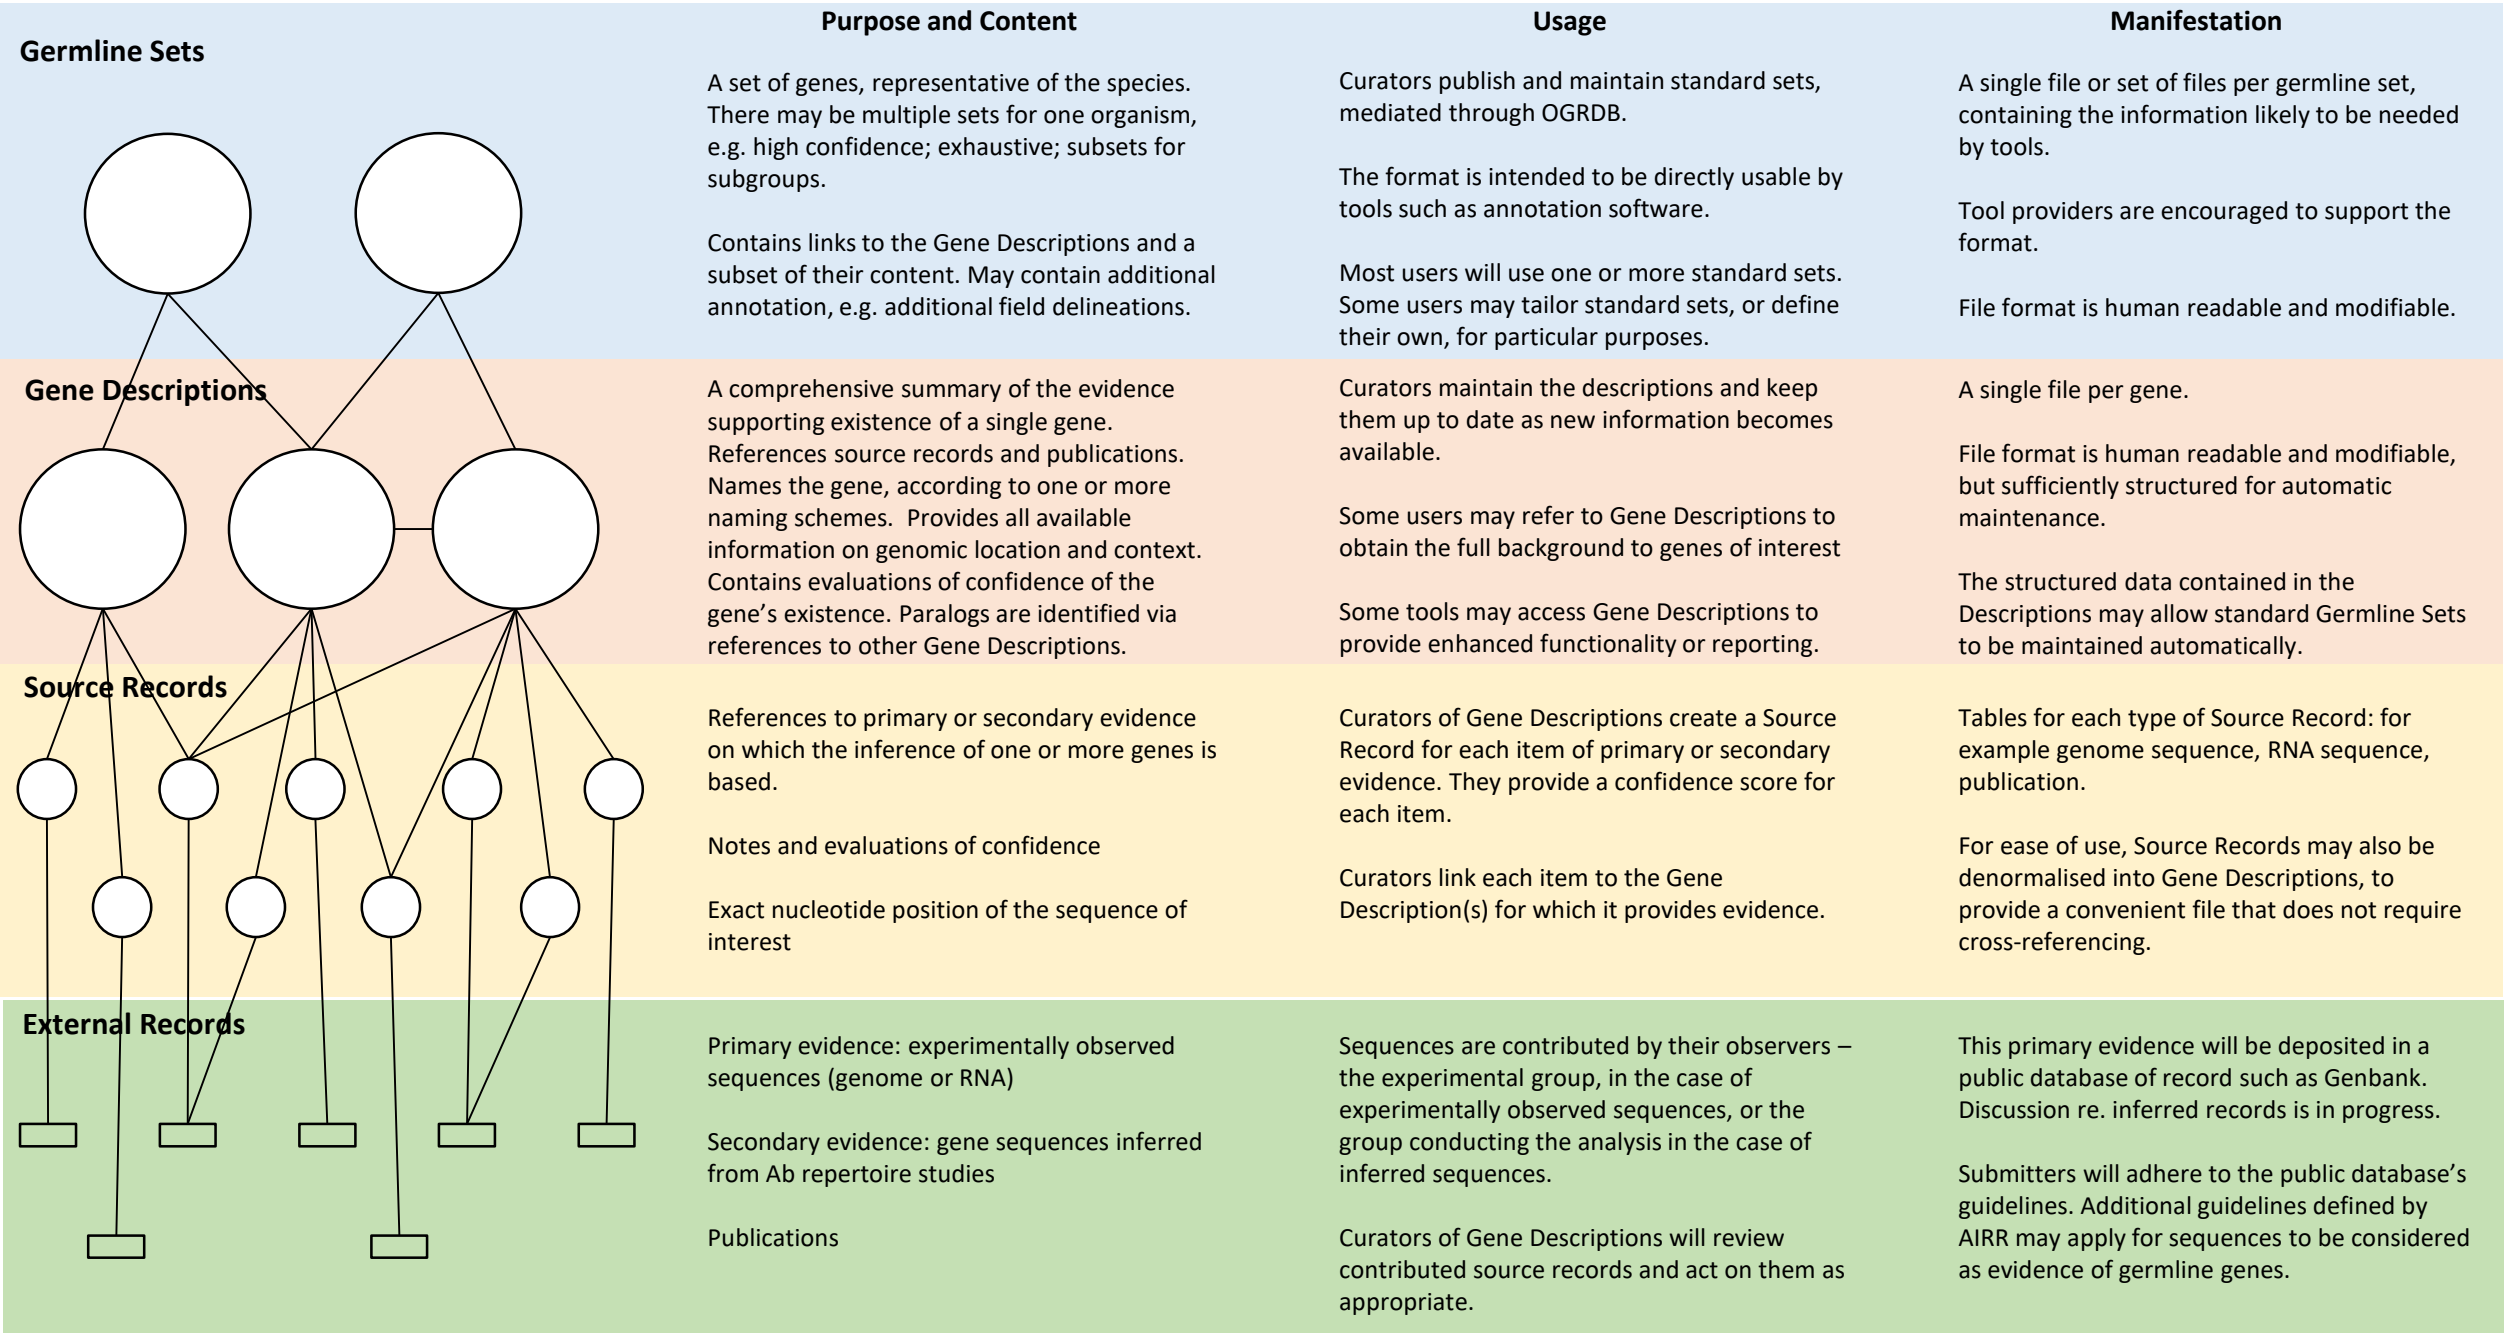 Purpose and Content
Usage
Manifestation
Germline Sets
A set of genes, representative of the species.
There may be multiple sets for one organism,
e.g. high confidence; exhaustive; subsets for
subgroups.
Contains links to the Gene Descriptions and a
subset of their content. May contain additional
annotation, e.g. additional field delineations.
Curators publish and maintain standard sets,
mediated through OGRDB.
The format is intended to be directly usable by
tools such as annotation software.
Most users will use one or more standard sets.
Some users may tailor standard sets, or define
their own, for particular purposes.
A single file or set of files per germline set,
containing the information likely to be needed
by tools.
Tool providers are encouraged to support the
format.
File format is human readable and modifiable.
Gene Descriptions
A comprehensive summary of the evidence
supporting existence of a single gene.
References source records and publications.
Names the gene, according to one or more
naming schemes.  Provides all available
information on genomic location and context.
Contains evaluations of confidence of the
gene’s existence. Paralogs are identified via
references to other Gene Descriptions.
Curators maintain the descriptions and keep
them up to date as new information becomes
available.
Some users may refer to Gene Descriptions to
obtain the full background to genes of interest
Some tools may access Gene Descriptions to
provide enhanced functionality or reporting.
A single file per gene.
File format is human readable and modifiable,
but sufficiently structured for automatic
maintenance.
The structured data contained in the
Descriptions may allow standard Germline Sets
to be maintained automatically.
Source Records
References to primary or secondary evidence
on which the inference of one or more genes is
based.
Notes and evaluations of confidence
Exact nucleotide position of the sequence of
interest
Curators of Gene Descriptions create a Source
Record for each item of primary or secondary
evidence. They provide a confidence score for
each item.
Curators link each item to the Gene
Description(s) for which it provides evidence.
Tables for each type of Source Record: for
example genome sequence, RNA sequence,
publication.
For ease of use, Source Records may also be
denormalised into Gene Descriptions, to
provide a convenient file that does not require
cross-referencing.
External Records
Primary evidence: experimentally observed
sequences (genome or RNA)
Secondary evidence: gene sequences inferred
from Ab repertoire studies
Publications
Sequences are contributed by their observers –
the experimental group, in the case of
experimentally observed sequences, or the
group conducting the analysis in the case of
inferred sequences.
Curators of Gene Descriptions will review
contributed source records and act on them as
appropriate.
This primary evidence will be deposited in a
public database of record such as Genbank.
Discussion re. inferred records is in progress.
Submitters will adhere to the public database’s
guidelines. Additional guidelines defined by
AIRR may apply for sequences to be considered
as evidence of germline genes.